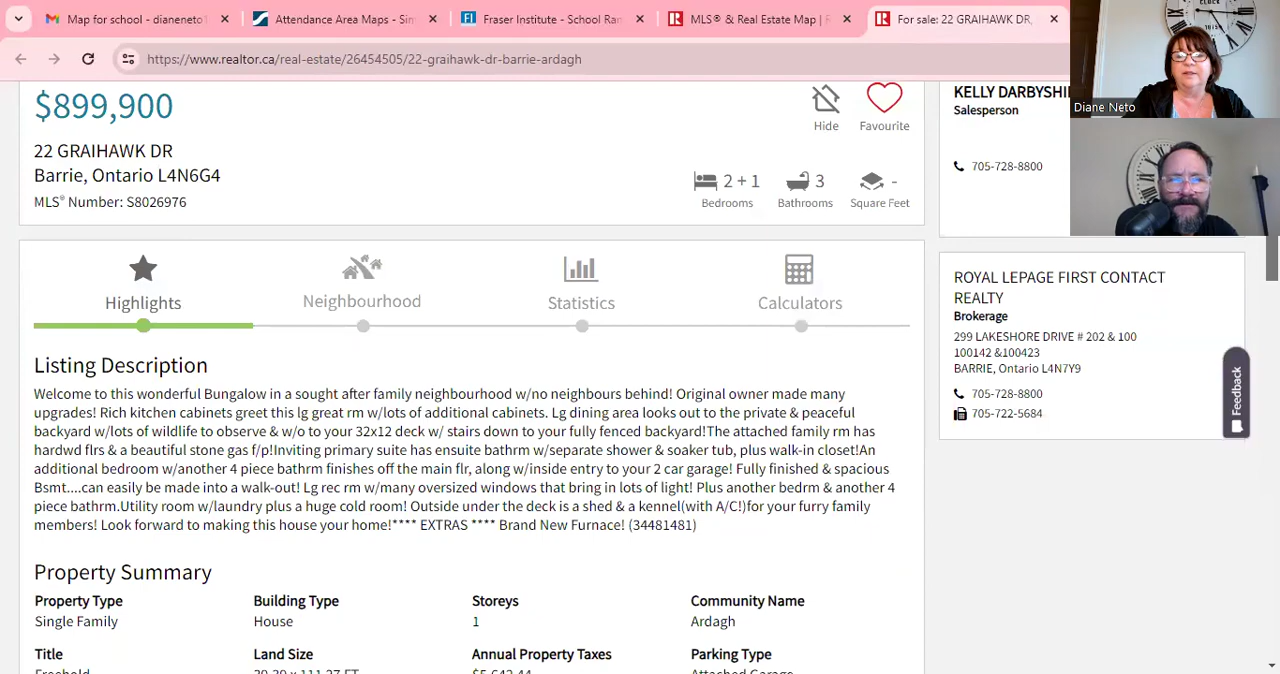 Map for school - dianeneto1
Attendance Area Maps - Sim
Fraser Institute - School Ran
MLS® & Real Estate Map | R
For sale: 22 GRAIHAWK DR,
https://www.realtor.ca/real-estate/26454505/22-graihawk-dr-barrie-ardagh
$899,900
Hide
Favourite
22 GRAIHAWK DR
Barrie, Ontario L4N6G4
MLS® Number: S8026976
2 + 1
3
-
Bedrooms
Bathrooms
Square Feet
KELLY DARBYSHI
Salesperson
705-728-8800
CLOCK
Diane Neto
Highlights
Neighbourhood
Statistics
Calculators
ROYAL LEPAGE FIRST CONTACT
REALTY
Brokerage
299 LAKESHORE DRIVE # 202 & 100
100142 &100423
BARRIE, Ontario L4N7Y9
705-728-8800
705-722-5684
Feedback
Listing Description
Welcome to this wonderful Bungalow in a sought after family neighbourhood w/no neighbours behind! Original owner made many
upgrades! Rich kitchen cabinets greet this lg great rm w/lots of additional cabinets. Lg dining area looks out to the private & peaceful
backyard w/lots of wildlife to observe & w/o to your 32x12 deck w/ stairs down to your fully fenced backyard!The attached family rm has
hardwd flrs & a beautiful stone gas f/p!Inviting primary suite has ensuite bathrm w/separate shower & soaker tub, plus walk-in closet!An
additional bedroom w/another 4 piece bathrm finishes off the main flr, along w/inside entry to your 2 car garage! Fully finished & spacious
Bsmt....can easily be made into a walk-out! Lg rec rm w/many oversized windows that bring in lots of light! Plus another bedrm & another 4
piece bathrm.Utility room w/laundry plus a huge cold room! Outside under the deck is a shed & a kennel(with A/C!)for your furry family
members! Look forward to making this house your home!**** EXTRAS **** Brand New Furnace! (34481481)
Property Summary
Property Type
Building Type
Storeys
Community Name
Single Family
House
1
Ardagh
Title
Land Size
Annual Property Taxes
Parking Type
Freehold
39.39 x 111.27 FT
$5,642.44
Attached Garage